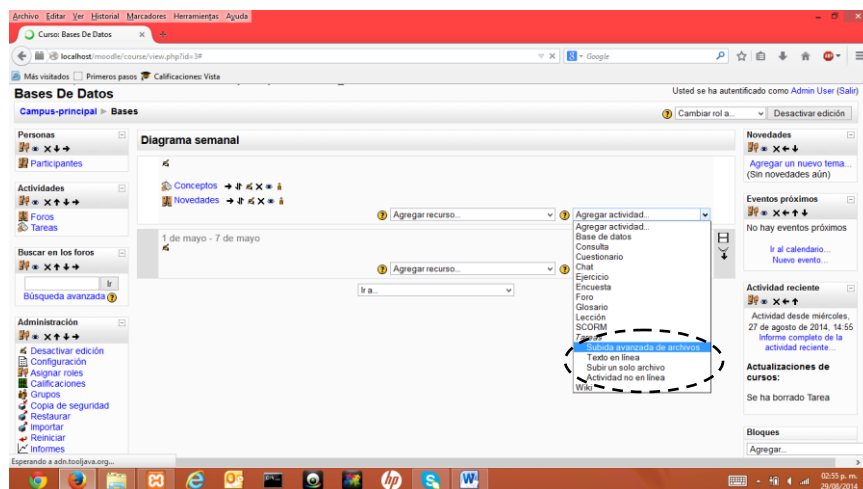 Archivo Editar Ver Historial Marcadores Herramientas Ayuda
Curso: Bases De Datos
localhost/moodle/course/view.php?id=3#
Google
Más visitados Primeros pasos Calificaciones: Vista
Bases De Datos
Usted se ha autentificado como Admin User (Salir)
Campus-principal ► Bases
Cambiar rol a...
Desactivar edición
Personas
Participantes
Actividades
Foros
Tareas
Buscar en los foros
Ir
Búsqueda avanzada
Administración
Desactivar edición
Configuración
Asignar roles
Calificaciones
Grupos
Copia de seguridad
Restaurar
Importar
Reiniciar
Informes
Diagrama semanal
Conceptos
Novedades
Agregar recurso...
Agregar actividad...
1 de mayo - 7 de mayo
Agregar recurso...
Ir a...
Agregar actividad...
Base de datos
Consulta
Cuestionario
Chat
Ejercicio
Encuesta
Foro
Glosario
Lección
SCORM
Tareas
Subida avanzada de archivos
Texto en línea
Subir un solo archivo
Actividad no en línea
Wiki
Novedades
Agregar un nuevo tema...
(Sin novedades aún)
Eventos próximos
No hay eventos próximos
Ir al calendario...
Nuevo evento...
Actividad reciente
Actividad desde miércoles,
27 de agosto de 2014, 14:55
Informe completo de la
actividad reciente...
Actualizaciones de
cursos:
Se ha borrado Tarea
Bloques
Agregar...
Esperando a adn.tooljava.org...
02:55 p. m.
29/08/2014